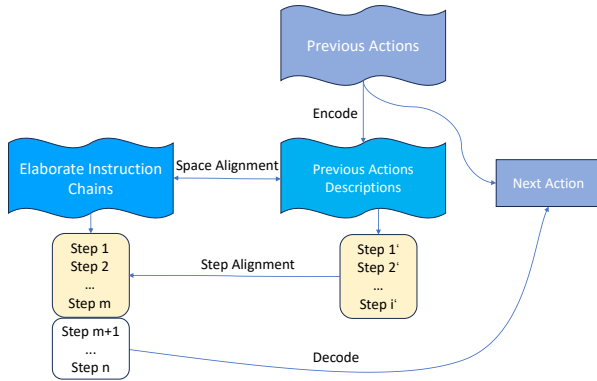 Previous Actions
Encode
Elaborate Instruction
Chains
Space Alignment
Previous Actions
Descriptions
Next Action
Step 1
Step 2
...
Step m
Step Alignment
Step 1‘
Step 2‘
...
Step i‘
Step m+1
...
Step n
Decode